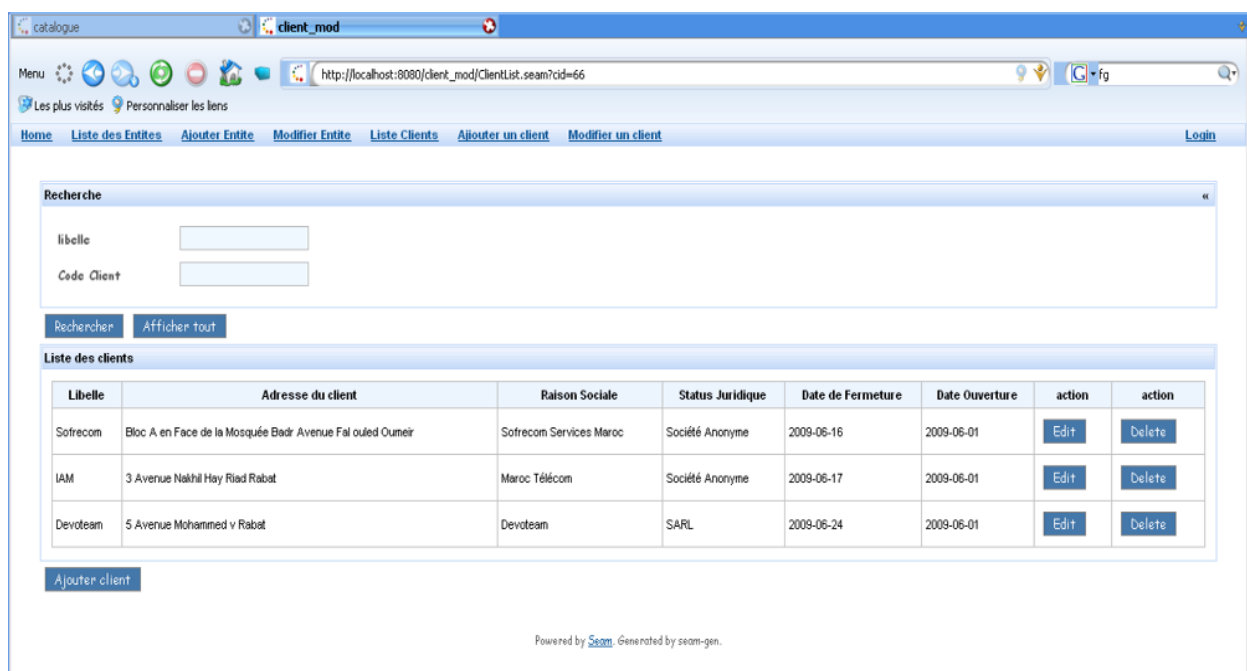 catalogue client_mod
Menu http://localhost:8080/client_mod/ClientList.seam?cid=66 G fg
Les plus visités Personnaliser les liens
Home Liste des Entites Ajouter Entite Modifier Entite Liste Clients Ajiouter un client Modifier un client Login
Recherche «
libelle
Code Client
Rechercher Afficher tout
Liste des clients
Libelle Adresse du client Raison Sociale Status Juridique Date de Fermeture Date Ouverture action action
Sofrecom Bloc A en Face de la Mosquée Badr Avenue Fal ouled Oumeir Sofrecom Services Maroc Société Anonyme 2009-06-16 2009-06-01 Edit Delete
IAM 3 Avenue Nakhil Hay Riad Rabat Maroc Télécom Société Anonyme 2009-06-17 2009-06-01 Edit Delete
Devoteam 5 Avenue Mohammed v Rabat Devoteam SARL 2009-06-24 2009-06-01 Edit Delete
Ajouter client
Powered by Seam. Generated by seam-gen.